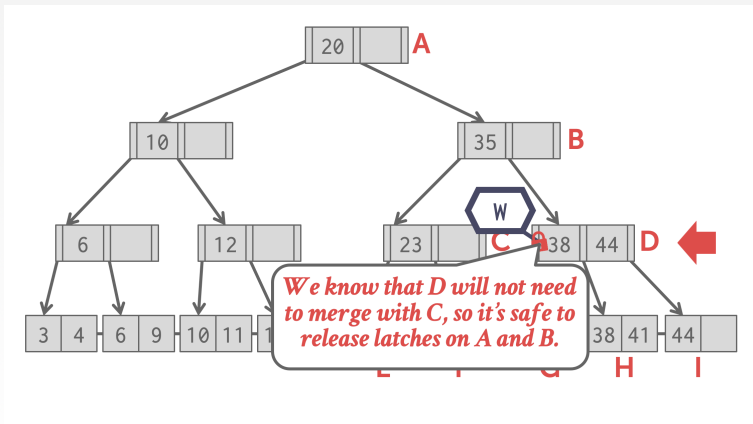 20 A
10 35 B
W
6 12 23 C 38 44 D
We know that D will not need
to merge with C, so it's safe to
release latches on A and B.
3 4 6 9 10 11 38 41 44
H I